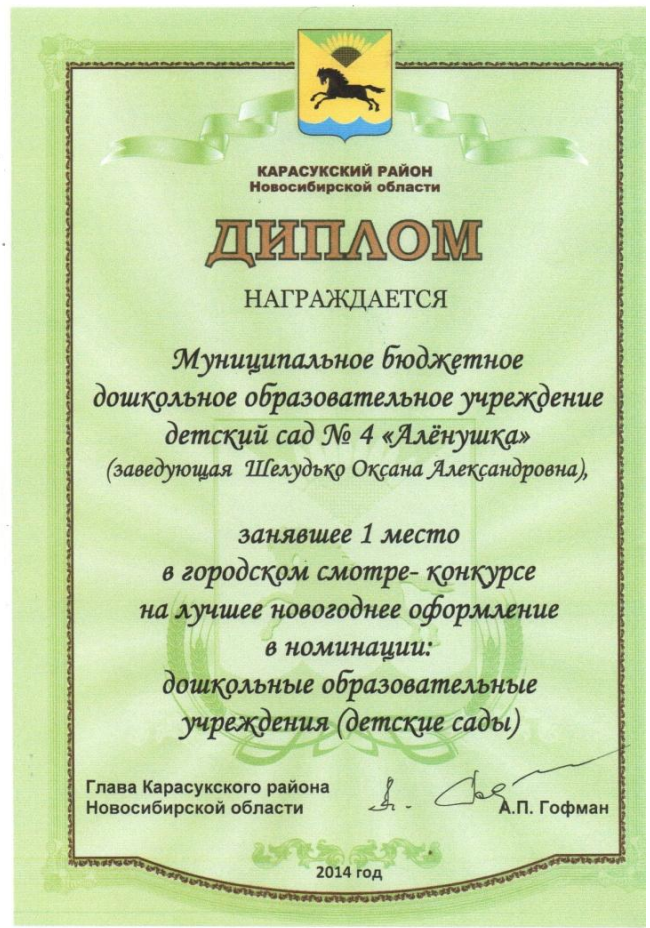 КАРАСУКСКИЙ РАЙОН
Новосибирской области
ДИПЛОМ
НАГРАЖДАЕТСЯ
Муниципальное бюджетное
дошкольное образовательное учреждение
детский сад № 4 «Алёнушка»
(заведующая Шелудько Оксана Александровна),
занявшее 1 место
в городском смотре- конкурсе
на лучшее новогоднее оформление
в номинации:
дошкольные образовательные
учреждения (детские сады)
Глава Карасукского района
Новосибирской области
А.П. Гофман
2014 год